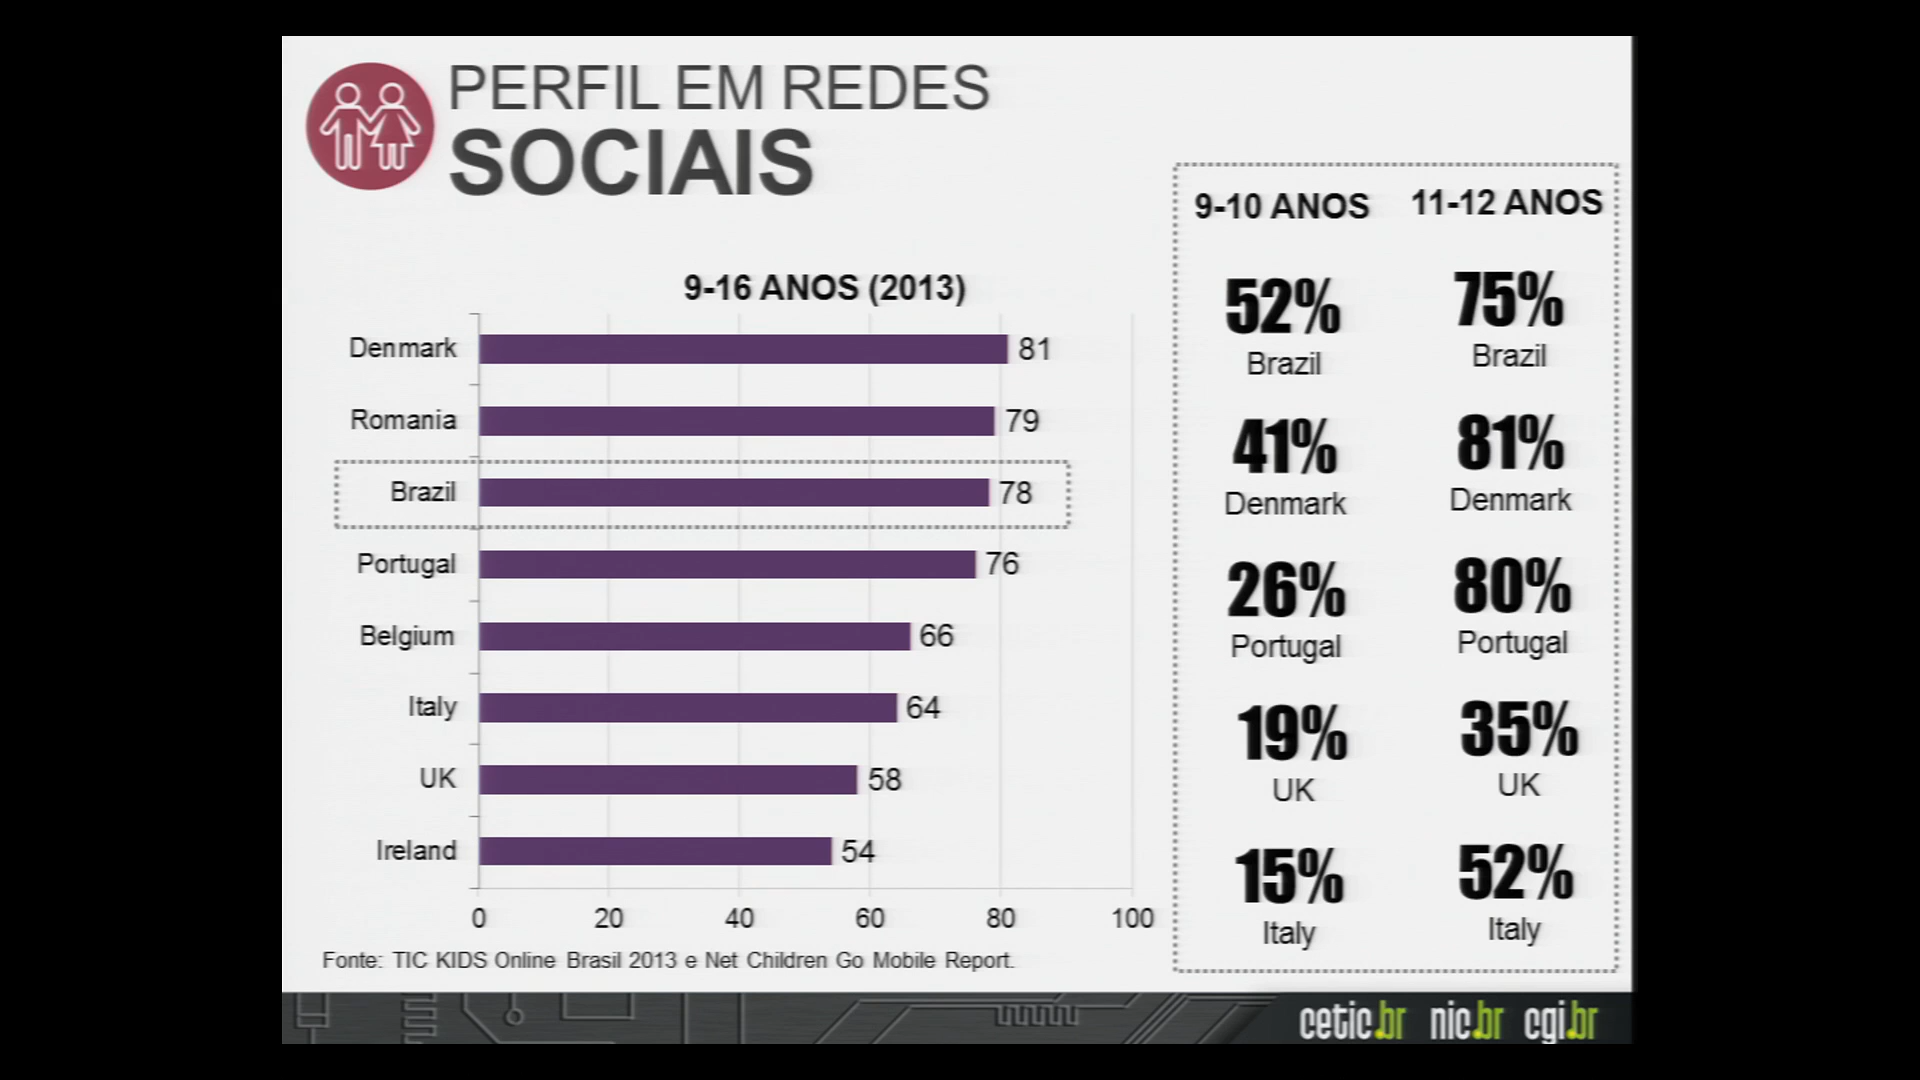 PERFIL EM REDES
SOCIAIS
9-16 ANOS (2013)
Denmark 81
Romania 79
Brazil 78
Portugal 76
Belgium 66
Italy 64
UK 58
Ireland 54
0 20 40 60 80 100
Fonte: TIC KIDS Online Brasil 2013 e Net Children Go Mobile Report.
9-10 ANOS 11-12 ANOS
52% 75%
Brazil Brazil
41% 81%
Denmark Denmark
26% 80%
Portugal Portugal
19% 35%
UK UK
15% 52%
Italy Italy
cetic.br nic.br cgi.br